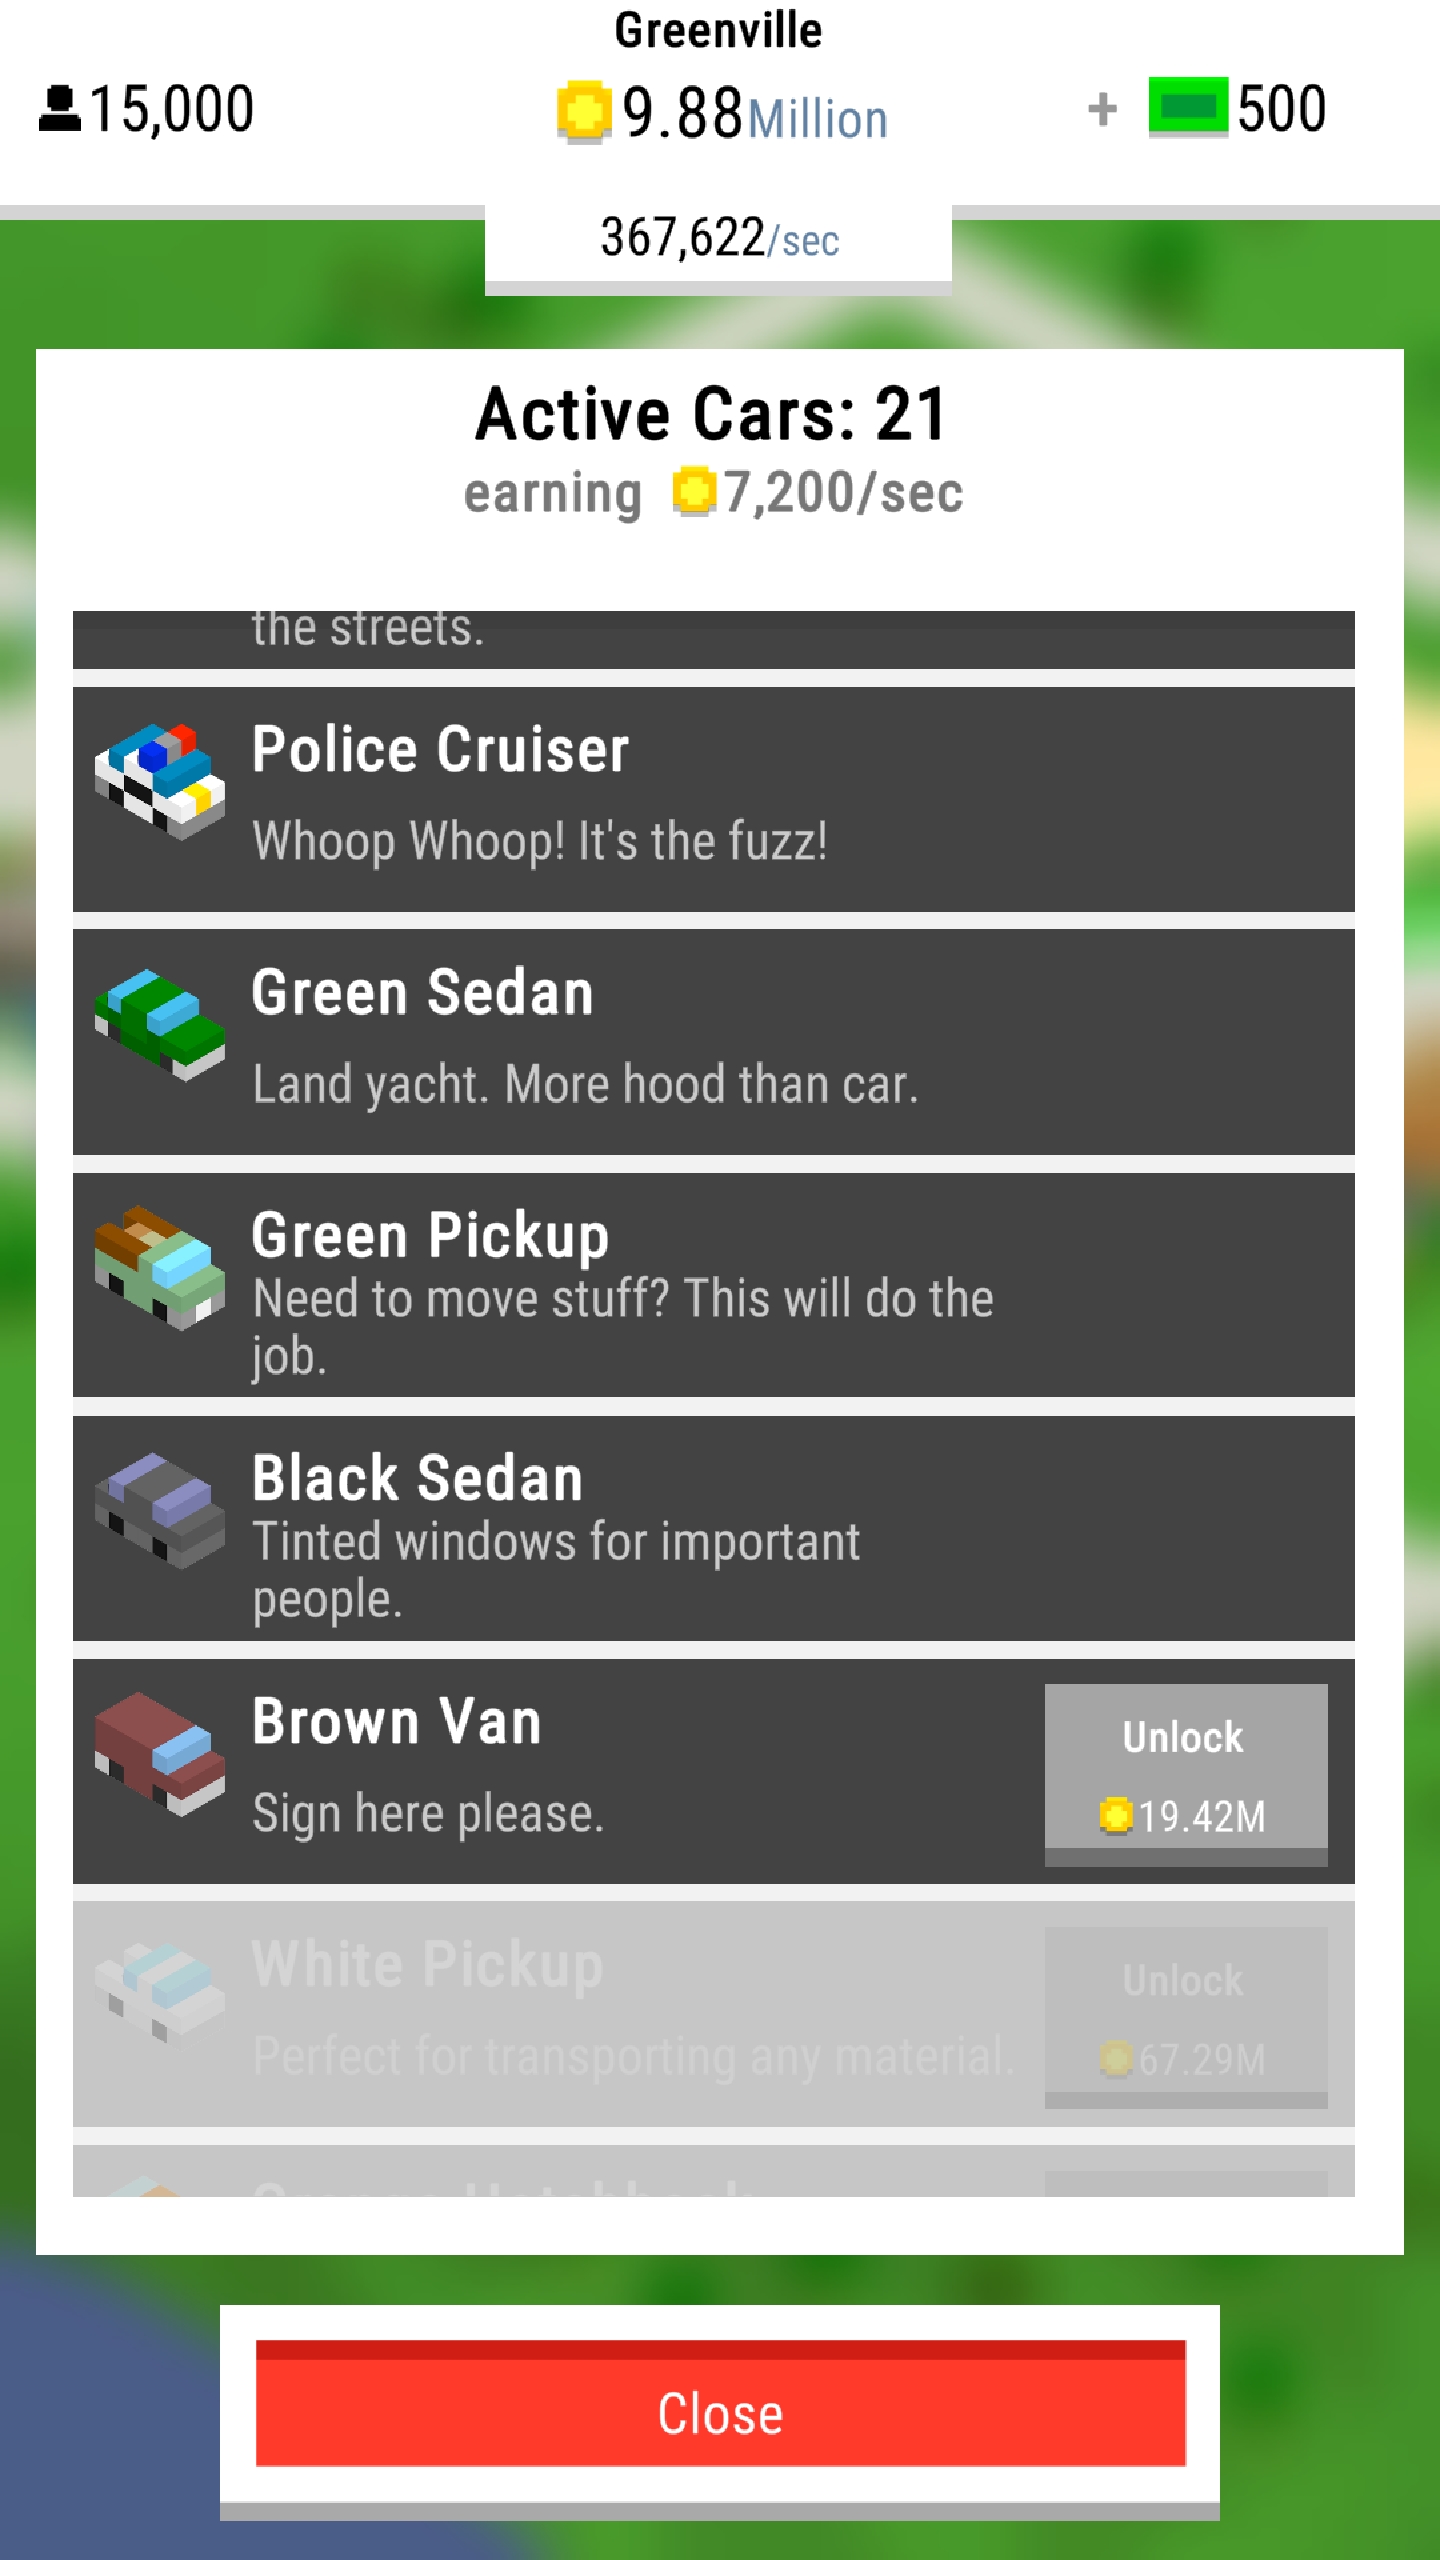 Greenville
15,000
9.88Million
+ 500
367,622/sec
Active Cars: 21
earning 7,200/sec
the streets.
Police Cruiser
Whoop Whoop! It's the fuzz!
Green Sedan
Land yacht. More hood than car.
Green Pickup
Need to move stuff? This will do the
job.
Black Sedan
Tinted windows for important
people.
Brown Van
Sign here please.
Unlock
19.42M
White Pickup
Perfect for transporting any material.
Unlock
67.29M
Close